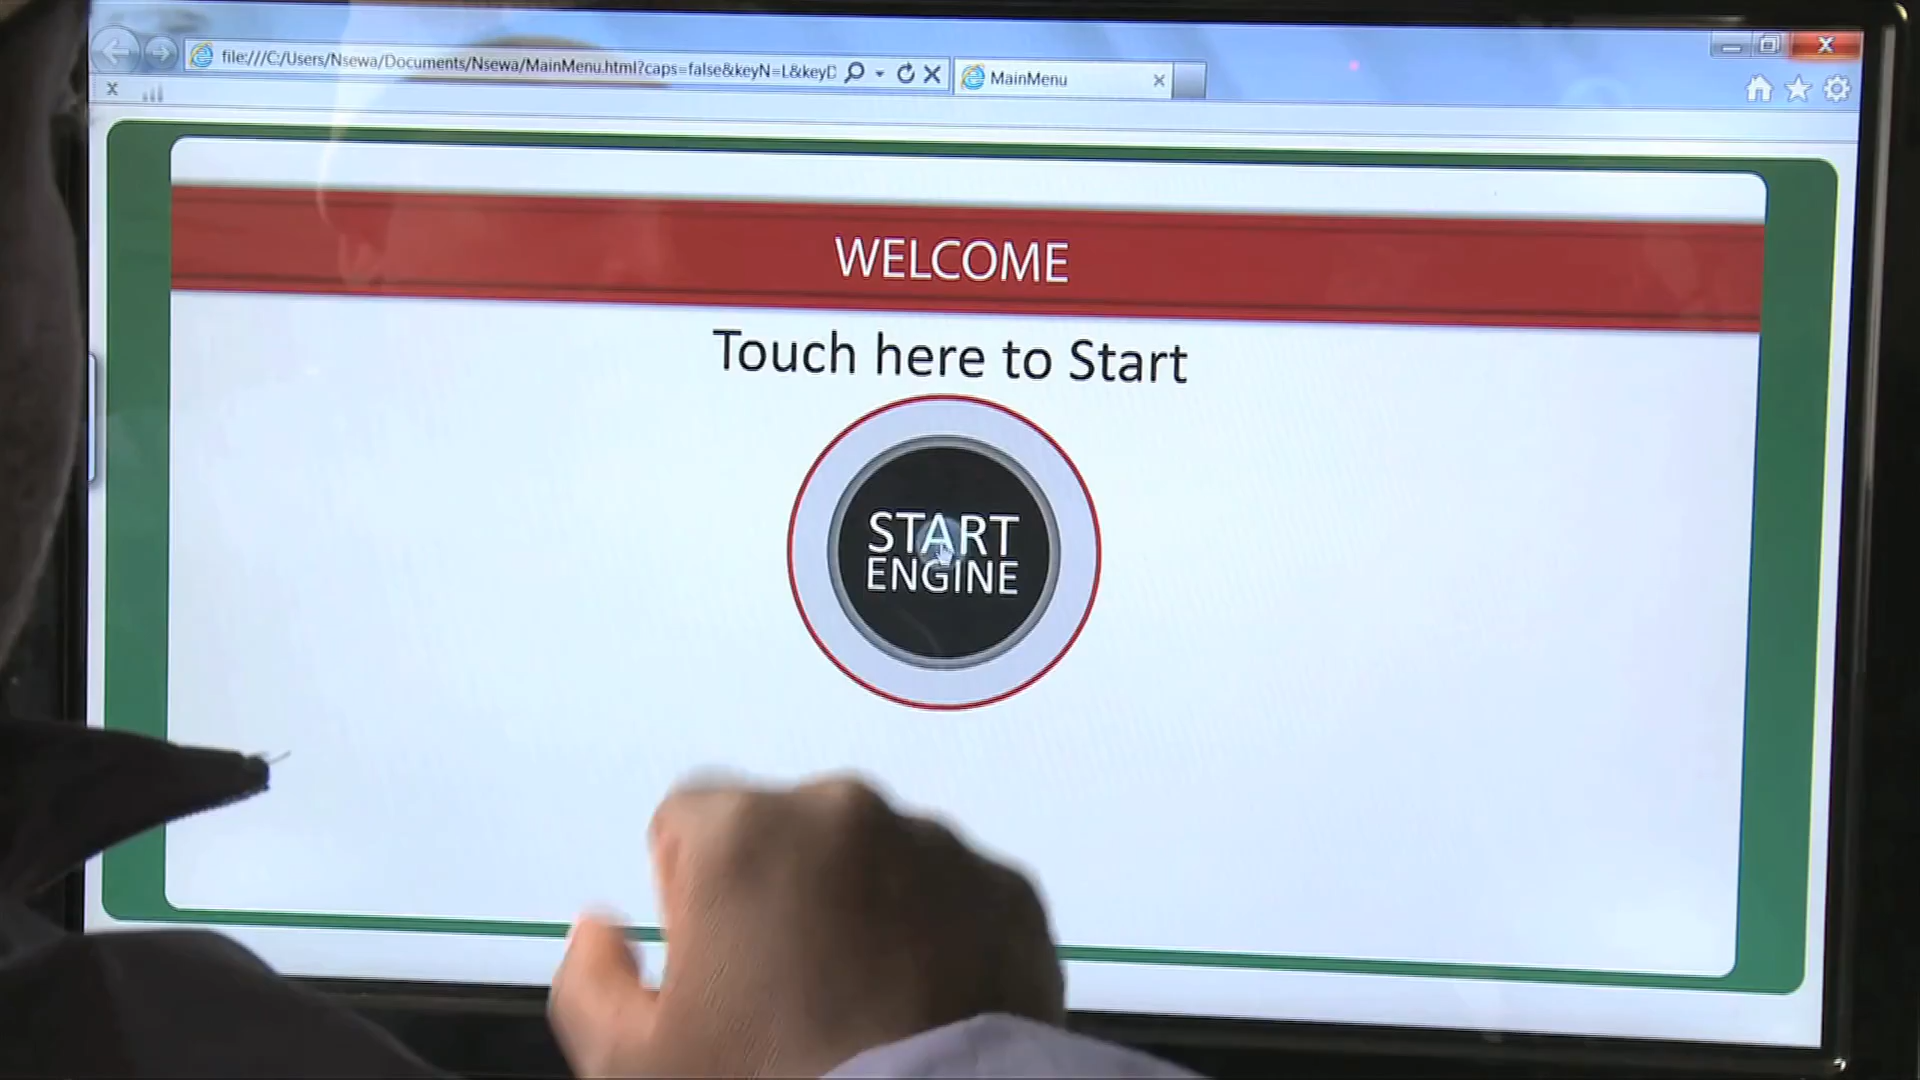 file:///C:/Users/Nsewa/Documents/Nsewa/MainMenu.html?caps=false&keyN=L&keyD
MainMenu
WELCOME
Touch here to Start
START
ENGINE